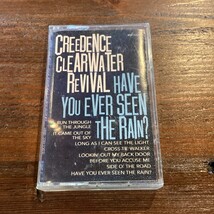 CREEDENCE
CLEARWATER
REVIVAL HAVE
YOU EVER SEEN
THE RAIN?
RUN THROUGH
THE JUNGLE
IT CAME OUT OF
THE SKY
LONG AS I CAN SEE THE LIGHT
CROSS-TIE WALKER
LOOKIN' OUT MY BACK DOOR
BEFORE YOU ACCUSE ME
SIDE O' THE ROAD
HAVE YOU EVER SEEN THE RAIN?